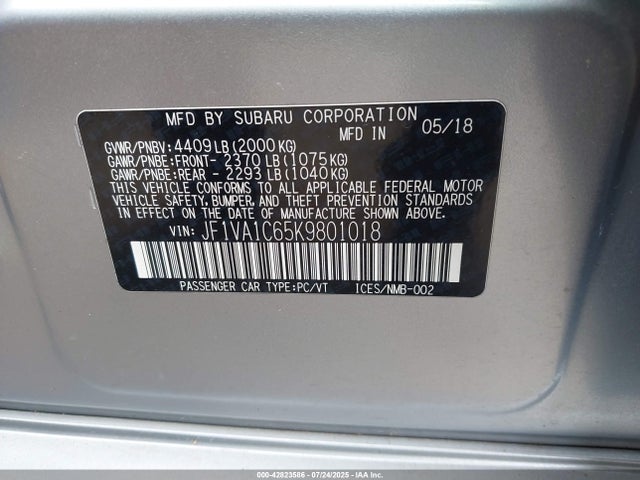 MFD BY SUBARU CORPORATION
MFD IN 05/18
GVWR/PNBV: 4409 LB (2000 KG)
GAWR/PNBE:FRONT- 2370 LB (1075 KG)
GAWR/PNBE:REAR - 2293 LB (1040 KG)
THIS VEHICLE CONFORMS TO ALL APPLICABLE FEDERAL MOTOR
VEHICLE SAFETY, BUMPER, AND THEFT PREVENTION STANDARDS
IN EFFECT ON THE DATE OF MANUFACTURE SHOWN ABOVE.
VIN: JF1VA1C65K9801018
PASSENGER CAR TYPE:PC/VT ICES/NMB-002
000-42823586 - 07/24/2025 - IAA Inc.